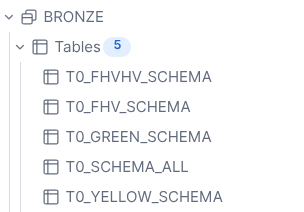 BRONZE
Tables 5
T0_FHVHV_SCHEMA
T0_FHV_SCHEMA
T0_GREEN_SCHEMA
T0_SCHEMA_ALL
T0_YELLOW_SCHEMA